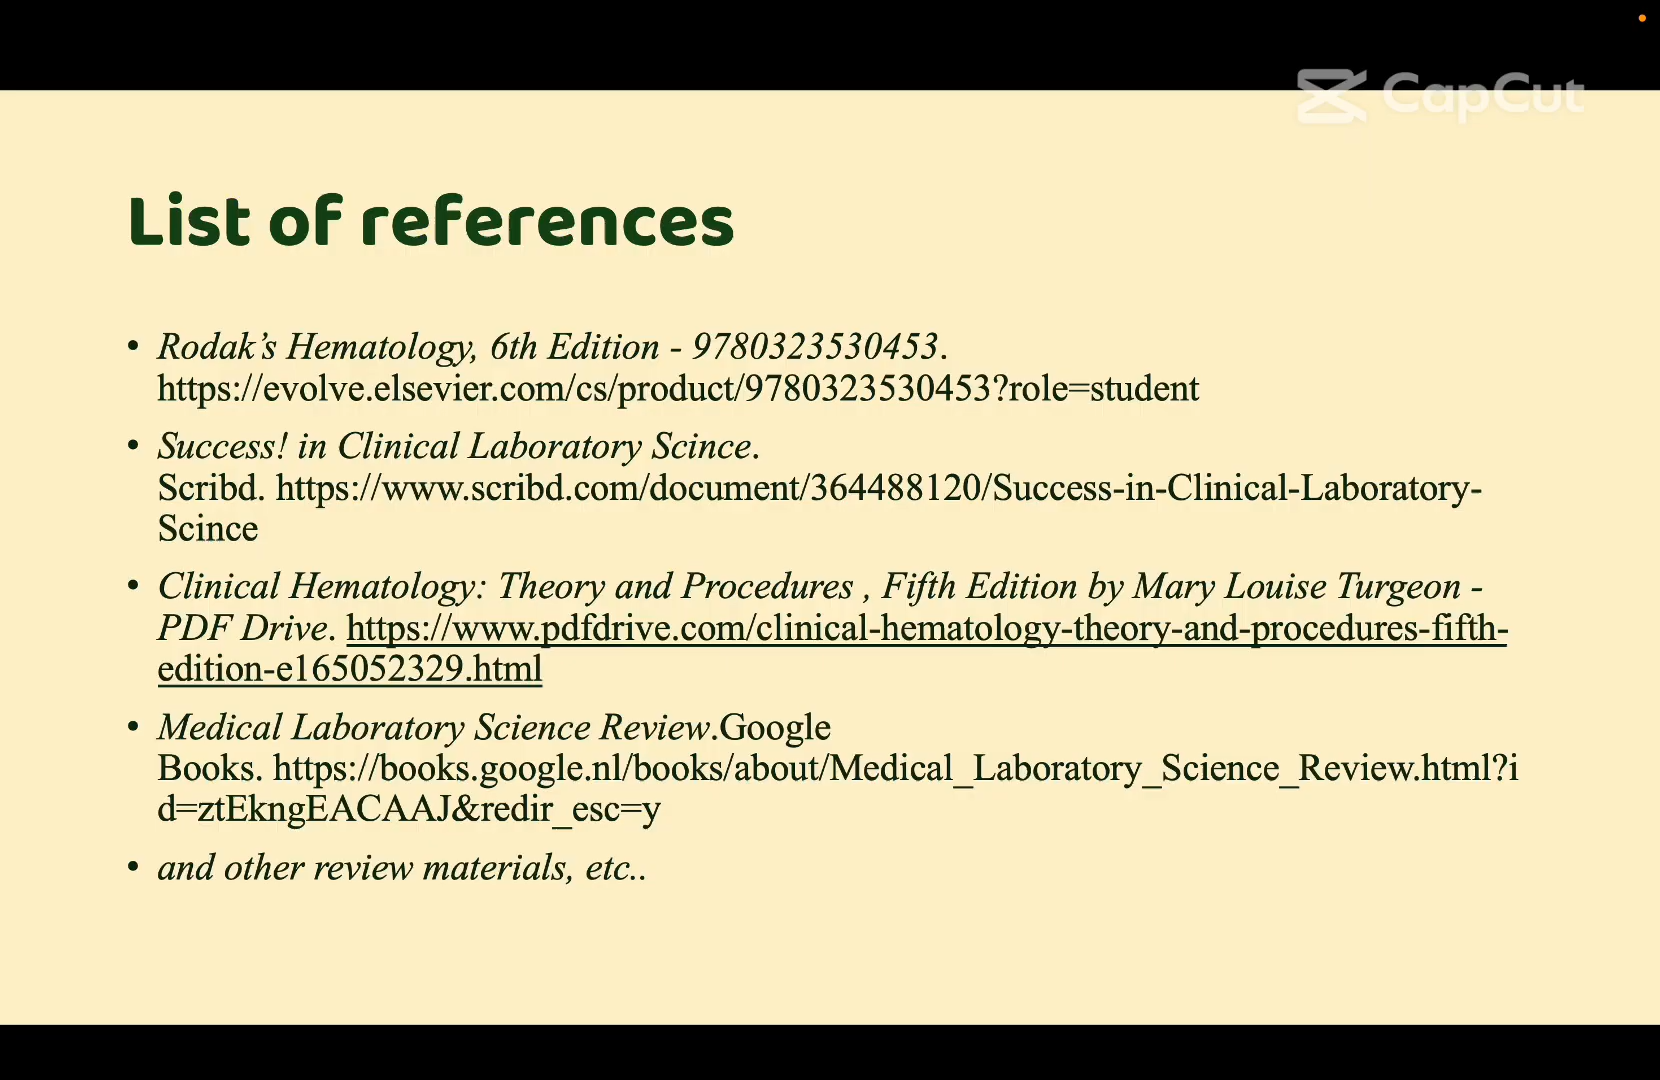 CapCut
List of references
• Rodak’s Hematology, 6th Edition - 9780323530453.
https://evolve.elsevier.com/cs/product/9780323530453?role=student
• Success! in Clinical Laboratory Scince.
Scribd. https://www.scribd.com/document/364488120/Success-in-Clinical-Laboratory-
Scince
• Clinical Hematology: Theory and Procedures , Fifth Edition by Mary Louise Turgeon -
PDF Drive. https://www.pdfdrive.com/clinical-hematology-theory-and-procedures-fifth-
edition-e165052329.html
• Medical Laboratory Science Review.Google
Books. https://books.google.nl/books/about/Medical_Laboratory_Science_Review.html?i
d=ztEkngEACAAJ&redir_esc=y
• and other review materials, etc..